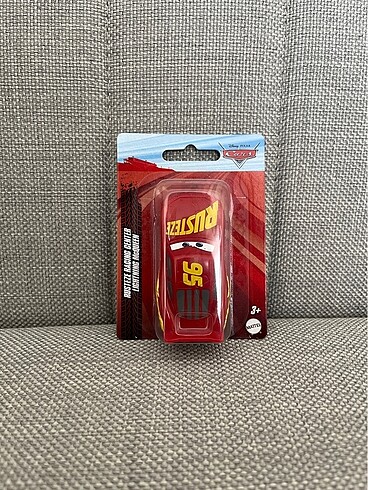 DISNEY·PIXAR
Cars
RUSTEZE RACING CENTER
LIGHTNING McQUEEN
RUSTEZE
95
3+
MATTEL